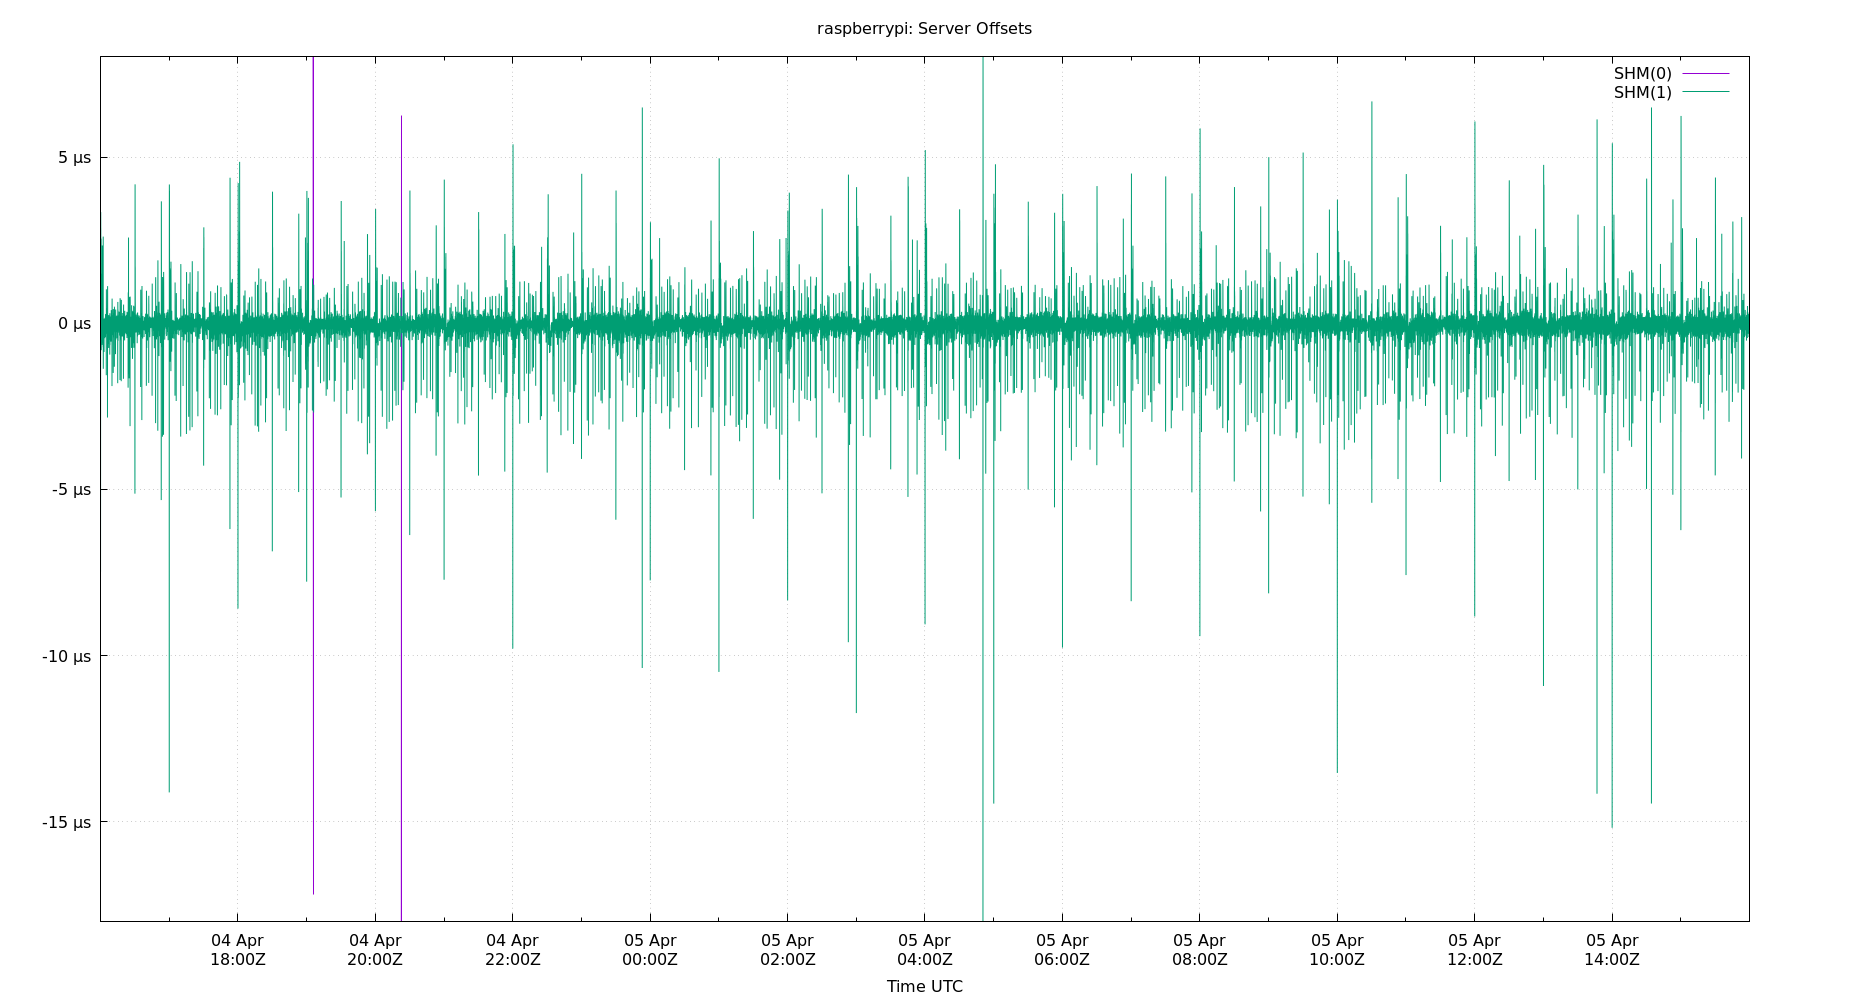 raspberrypi: Server Offsets
SHM(0)
SHM(1)
5 µs
0 µs
-5 µs
-10 µs
-15 µs
04 Apr 04 Apr 04 Apr 05 Apr 05 Apr 05 Apr 05 Apr 05 Apr 05 Apr 05 Apr 05 Apr
18:00Z 20:00Z 22:00Z 00:00Z 02:00Z 04:00Z 06:00Z 08:00Z 10:00Z 12:00Z 14:00Z
Time UTC